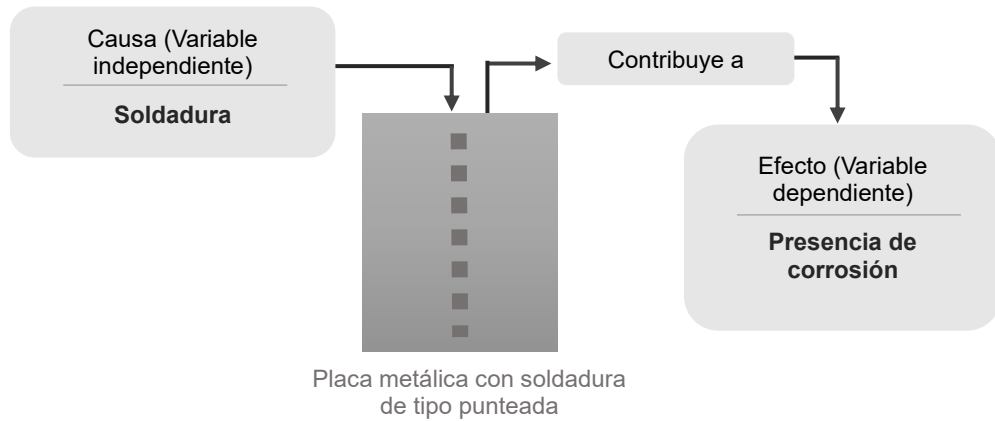 Causa (Variable
independiente)
Soldadura
Contribuye a
Efecto (Variable
dependiente)
Presencia de
corrosión
Placa metálica con soldadura
de tipo punteada